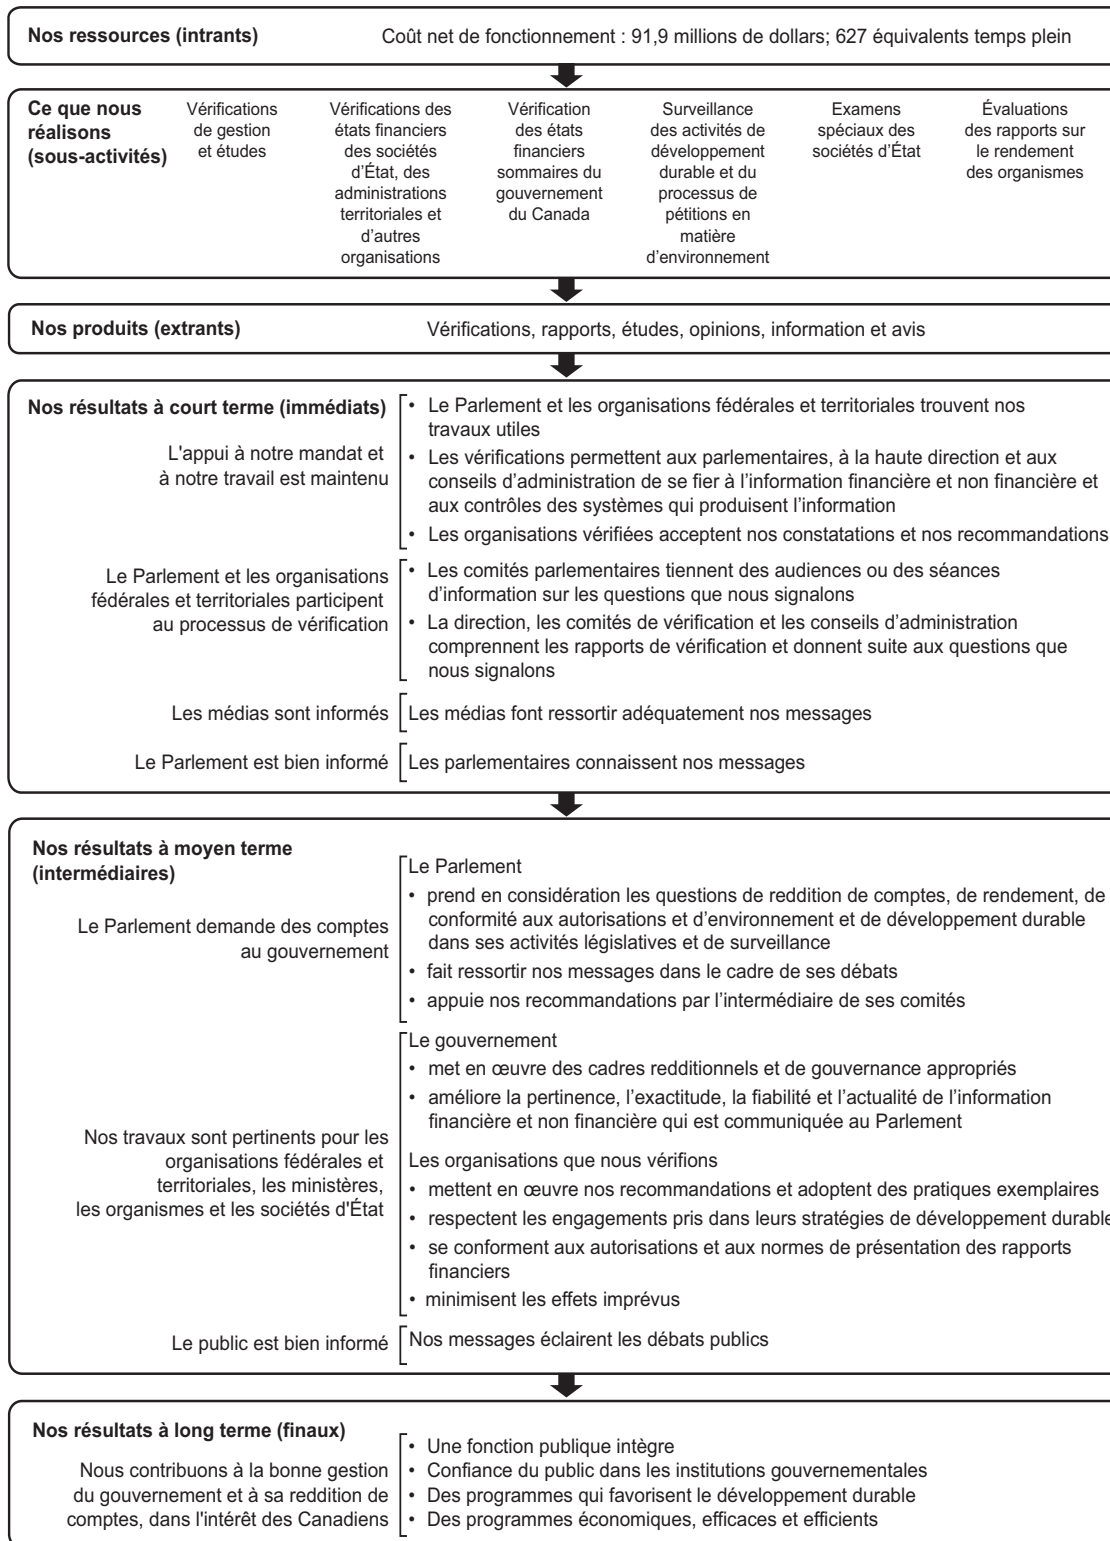 Nos ressources (intrants)
Coût net de fonctionnement : 91,9 millions de dollars; 627 équivalents temps plein
Ce que nous
réalisons
(sous-activités)
Vérifications
de gestion
et études
Vérifications des
états financiers
des sociétés
d’État, des
administrations
territoriales et
d’autres
organisations
Vérification
des états
financiers
sommaires du
gouvernement
du Canada
Surveillance
des activités de
développement
durable et du
processus de
pétitions en
matière
d’environnement
Examens
spéciaux des
sociétés d’État
Évaluations
des rapports sur
le rendement
des organismes
Nos produits (extrants)
Vérifications, rapports, études, opinions, information et avis
Nos résultats à court terme (immédiats)
L'appui à notre mandat et
à notre travail est maintenu
• Le Parlement et les organisations fédérales et territoriales trouvent nos
travaux utiles
• Les vérifications permettent aux parlementaires, à la haute direction et aux
conseils d’administration de se fier à l’information financière et non financière et
aux contrôles des systèmes qui produisent l’information
• Les organisations vérifiées acceptent nos constatations et nos recommandations
Le Parlement et les organisations
fédérales et territoriales participent
au processus de vérification
• Les comités parlementaires tiennent des audiences ou des séances
d’information sur les questions que nous signalons
• La direction, les comités de vérification et les conseils d’administration
comprennent les rapports de vérification et donnent suite aux questions que
nous signalons
Les médias sont informés
Les médias font ressortir adéquatement nos messages
Le Parlement est bien informé
Les parlementaires connaissent nos messages
Nos résultats à moyen terme
(intermédiaires)
Le Parlement demande des comptes
au gouvernement
Le Parlement
• prend en considération les questions de reddition de comptes, de rendement, de
conformité aux autorisations et d’environnement et de développement durable
dans ses activités législatives et de surveillance
• fait ressortir nos messages dans le cadre de ses débats
• appuie nos recommandations par l’intermédiaire de ses comités
Nos travaux sont pertinents pour les
organisations fédérales et
territoriales, les ministères,
les organismes et les sociétés d'État
Le gouvernement
• met en œuvre des cadres redditionnels et de gouvernance appropriés
• améliore la pertinence, l’exactitude, la fiabilité et l’actualité de l’information
financière et non financière qui est communiquée au Parlement
Les organisations que nous vérifions
• mettent en œuvre nos recommandations et adoptent des pratiques exemplaires
• respectent les engagements pris dans leurs stratégies de développement durable
• se conforment aux autorisations et aux normes de présentation des rapports
financiers
• minimisent les effets imprévus
Le public est bien informé
Nos messages éclairent les débats publics
Nos résultats à long terme (finaux)
Nous contribuons à la bonne gestion
du gouvernement et à sa reddition de
comptes, dans l'intérêt des Canadiens
• Une fonction publique intègre
• Confiance du public dans les institutions gouvernementales
• Des programmes qui favorisent le développement durable
• Des programmes économiques, efficaces et efficients